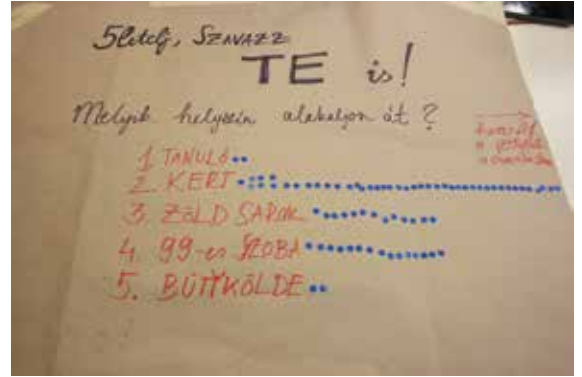 Ötletelj, SZAVAZZ
TE is!
Melyik helyszín alakuljon át?
1. TANULÓ
2. KERT
3. ZÖLD SAROK
4. 99-es SZOBA
5. BÜTYKÖLDE